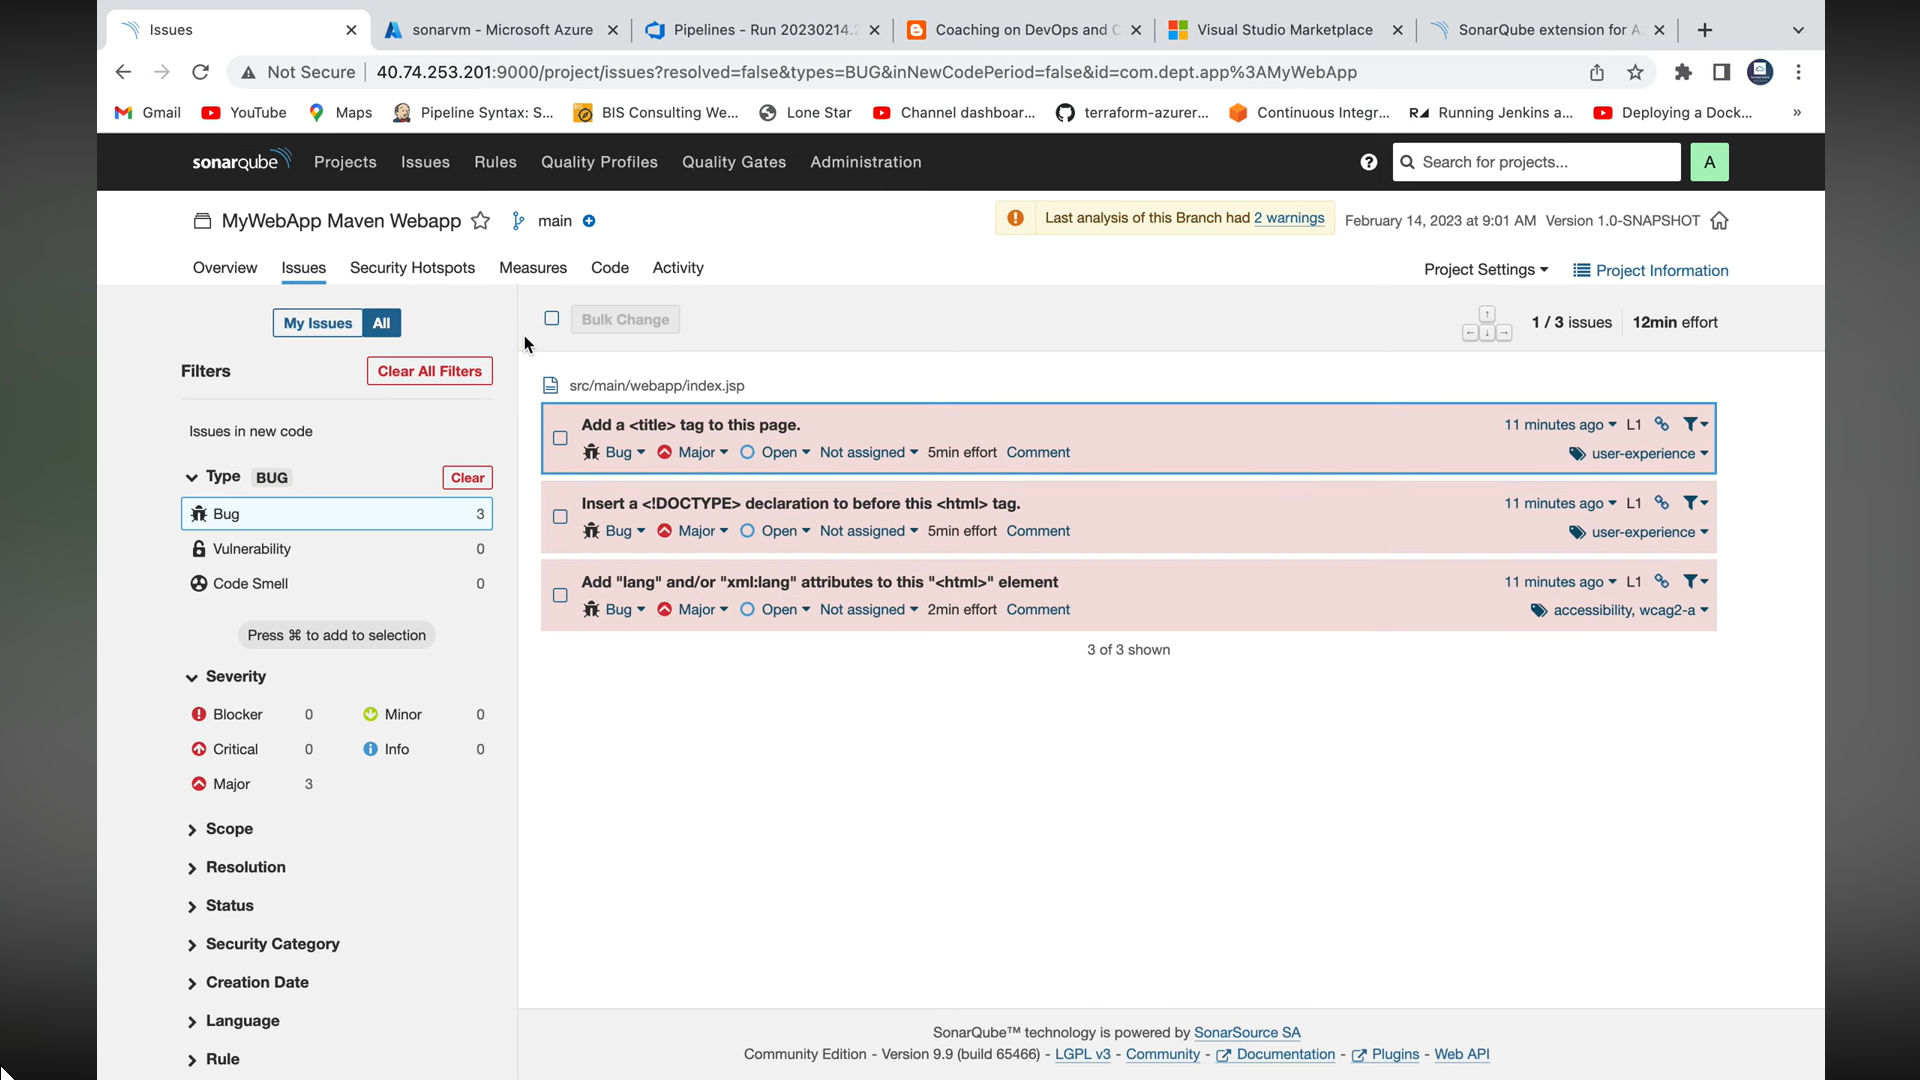 Issues
sonarvm - Microsoft Azure
Pipelines - Run 20230214.
Coaching on DevOps and C
Visual Studio Marketplace
SonarQube extension for A
Not Secure
40.74.253.201:9000/project/issues?resolved=false&types=BUG&inNewCodePeriod=false&id=com.dept.app%3AMyWebApp
Gmail
YouTube
Maps
Pipeline Syntax: S...
BIS Consulting We...
Lone Star
Channel dashboar...
terraform-azurer...
Continuous Integr...
Running Jenkins a...
Deploying a Dock...
»
sonarqube
Projects
Issues
Rules
Quality Profiles
Quality Gates
Administration
Search for projects...
A
MyWebApp Maven Webapp
main
Last analysis of this Branch had 2 warnings
February 14, 2023 at 9:01 AM
Version 1.0-SNAPSHOT
Overview
Issues
Security Hotspots
Measures
Code
Activity
Project Settings
Project Information
My Issues
All
Bulk Change
1 / 3 issues
12min effort
Filters
Clear All Filters
Issues in new code
Type
BUG
Clear
Bug 3
Vulnerability 0
Code Smell 0
Press ⌘ to add to selection
Severity
Blocker 0
Minor 0
Critical 0
Info 0
Major 3
Scope
Resolution
Status
Security Category
Creation Date
Language
Rule
src/main/webapp/index.jsp
Add a <title> tag to this page.
11 minutes ago
L1
Bug
Major
Open
Not assigned
5min effort
Comment
user-experience
Insert a <!DOCTYPE> declaration to before this <html> tag.
11 minutes ago
L1
Bug
Major
Open
Not assigned
5min effort
Comment
user-experience
Add "lang" and/or "xml:lang" attributes to this "<html>" element
11 minutes ago
L1
Bug
Major
Open
Not assigned
2min effort
Comment
accessibility, wcag2-a
3 of 3 shown
SonarQube™ technology is powered by SonarSource SA
Community Edition - Version 9.9 (build 65466) - LGPL v3 - Community - Documentation - Plugins - Web API